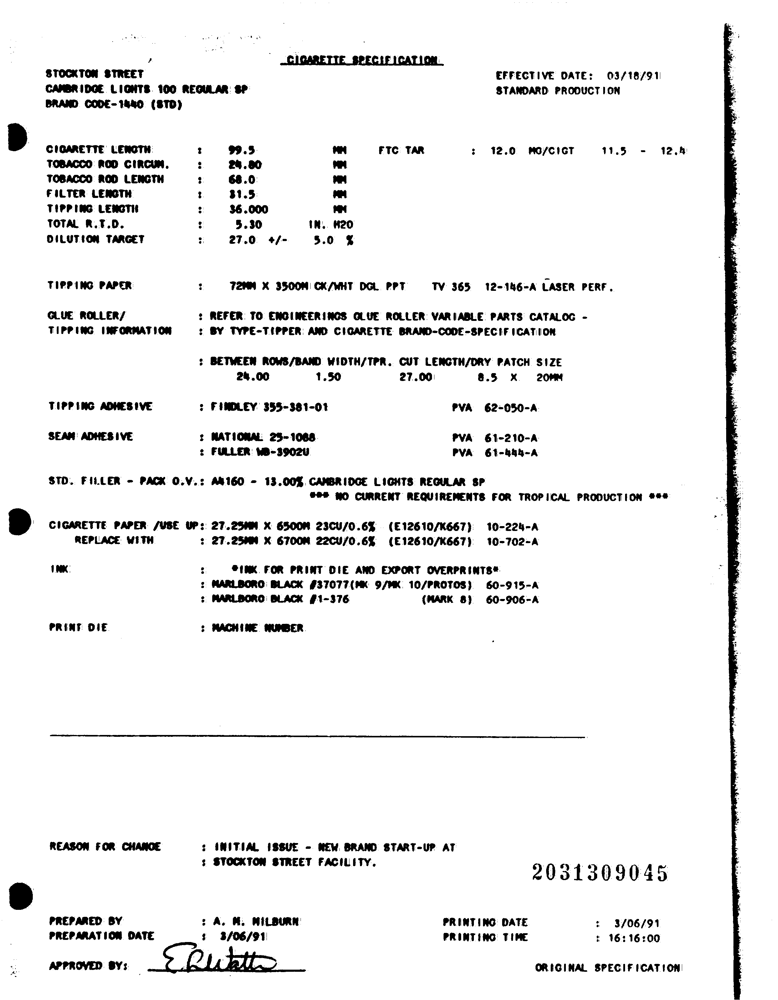 CIGARETTE SPECIFICATION
STOCKTON STREET EFFECTIVE DATE: 03/18/91
CAMBRIDGE LIGHTS 100 REGULAR SP STANDARD PRODUCTION
BRAND CODE-1440 (STD)
CIGARETTE LENGTH : 99.5 MM FTC TAR : 12.0 MG/CIGT 11.5 - 12.4
TOBACCO ROD CIRCUM. : 24.80 MM
TOBACCO ROD LENGTH : 68.0 MM
FILTER LENGTH : 31.5 MM
TIPPING LENGTH : 36.000 MM
TOTAL R.T.D. : 5.30 IN. H2O
DILUTION TARGET : 27.0 +/- 5.0 %
TIPPING PAPER : 72MM X 3500M CK/WHT DGL PPT TV 365 12-146-A LASER PERF.
GLUE ROLLER/ : REFER TO ENGINEERINGS GLUE ROLLER VARIABLE PARTS CATALOG -
TIPPING INFORMATION : BY TYPE-TIPPER AND CIGARETTE BRAND-CODE-SPECIFICATION
: BETWEEN ROWS/BAND WIDTH/TPR. CUT LENGTH/DRY PATCH SIZE
24.00 1.50 27.00 8.5 X 20MM
TIPPING ADHESIVE : FINDLEY 355-381-01 PVA 62-050-A
SEAM ADHESIVE : NATIONAL 25-1088 PVA 61-210-A
: FULLER WB-3902U PVA 61-444-A
STD. FILLER - PACK O.V.: A4160 - 13.00% CAMBRIDGE LIGHTS REGULAR SP
*** NO CURRENT REQUIREMENTS FOR TROPICAL PRODUCTION ***
CIGARETTE PAPER /USE UP: 27.25MM X 6500M 23CU/0.6% (E12610/K667) 10-224-A
REPLACE WITH : 27.25MM X 6700M 22CU/0.6% (E12610/K667) 10-702-A
INK : *INK FOR PRINT DIE AND EXPORT OVERPRINTS*
: MARLBORO BLACK #37077(MK 9/MK 10/PROTOS) 60-915-A
: MARLBORO BLACK #1-376 (MARK 8) 60-906-A
PRINT DIE : MACHINE NUMBER
REASON FOR CHANGE : INITIAL ISSUE - NEW BRAND START-UP AT
: STOCKTON STREET FACILITY.
2031309045
PREPARED BY : A. M. MILBURN PRINTING DATE : 3/06/91
PREPARATION DATE : 3/06/91 PRINTING TIME : 16:16:00
APPROVED BY:
ORIGINAL SPECIFICATION